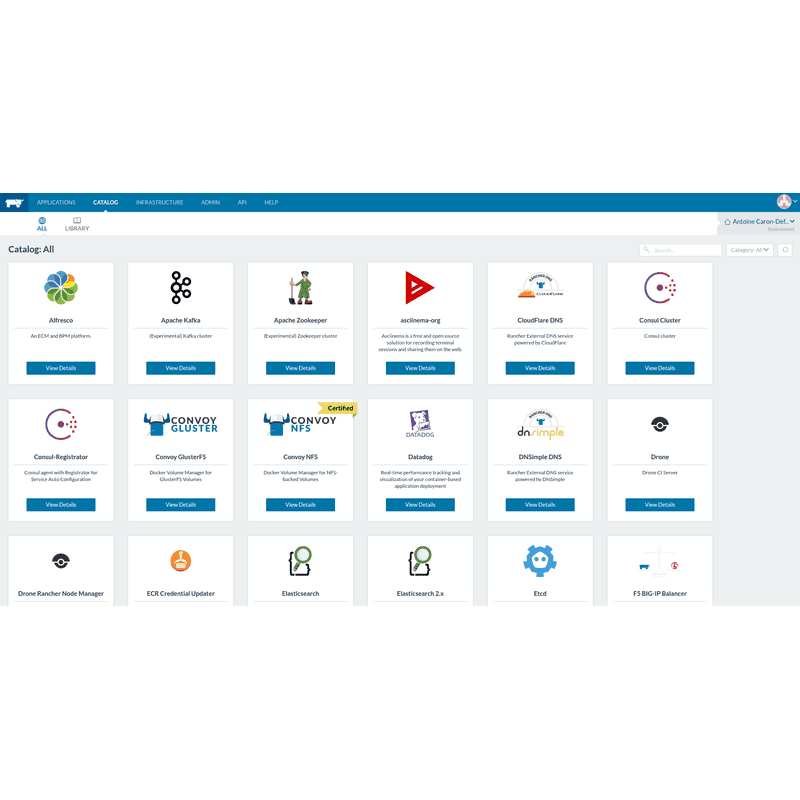 APPLICATIONS CATALOG INFRASTRUCTURE ADMIN API HELP
ALL LIBRARY
Antoine Caron-Def...
Environment
Catalog: All
Search...
Category: All
Alfresco
An ECM and BPM platform.
View Details
Apache Kafka
(Experimental) Kafka cluster
View Details
Apache Zookeeper
(Experimental) Zookeeper cluster
View Details
asciinema-org
Asciinema is a free and open source
solution for recording terminal
sessions and sharing them on the web.
View Details
RANCHER DNS
CLOUDFLARE
CloudFlare DNS
Rancher External DNS service
powered by CloudFlare
View Details
Consul Cluster
Consul cluster
View Details
Consul-Registrator
Consul agent with Registrator for
Service Auto Configuration
View Details
CONVOY
GLUSTER
Convoy GlusterFS
Docker Volume Manager for
GlusterFS Volumes
View Details
Certified
CONVOY
NFS
Convoy NFS
Docker Volume Manager for NFS-
backed Volumes
View Details
DATADOG
Datadog
Real-time performance tracking and
visualization of your container-based
application deployment
View Details
RANCHER DNS
dnsimple
DNSimple DNS
Rancher External DNS service
powered by DNSimple
View Details
Drone
Drone CI Server
View Details
Drone Rancher Node Manager
ECR Credential Updater
Elasticsearch
Elasticsearch 2.x
Etcd
F5 BIG-IP Balancer